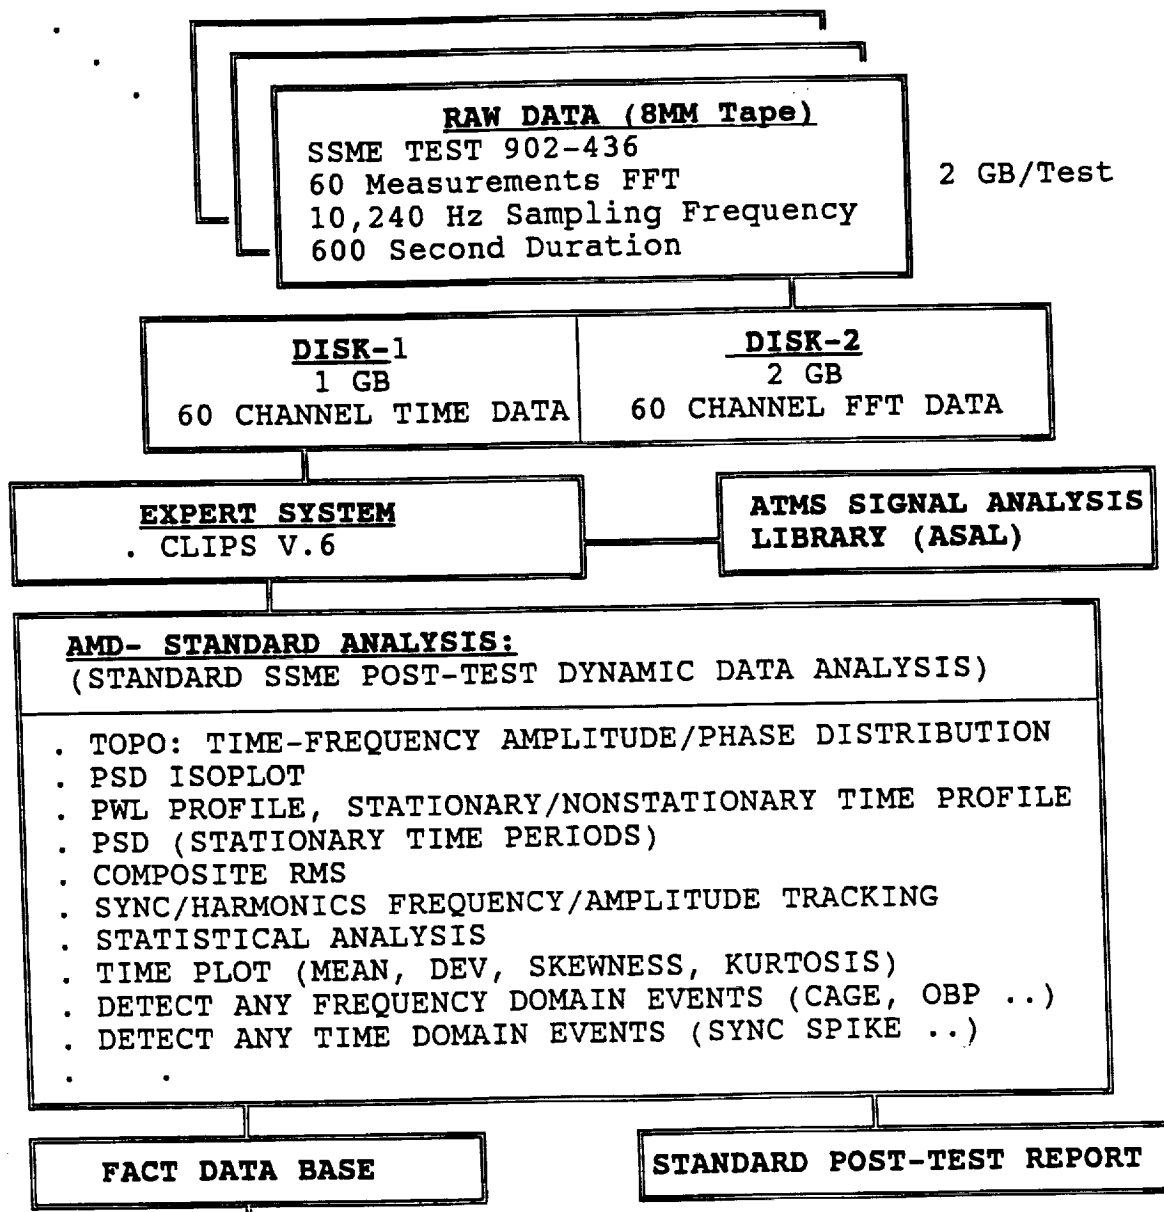 RAW DATA (8MM Tape)
SSME TEST 902-436
60 Measurements FFT
10,240 Hz Sampling Frequency
600 Second Duration
2 GB/Test
DISK-1
1 GB
60 CHANNEL TIME DATA
DISK-2
2 GB
60 CHANNEL FFT DATA
EXPERT SYSTEM
. CLIPS V.6
ATMS SIGNAL ANALYSIS
LIBRARY (ASAL)
AMD- STANDARD ANALYSIS:
(STANDARD SSME POST-TEST DYNAMIC DATA ANALYSIS)
. TOPO: TIME-FREQUENCY AMPLITUDE/PHASE DISTRIBUTION
. PSD ISOPLOT
. PWL PROFILE, STATIONARY/NONSTATIONARY TIME PROFILE
. PSD (STATIONARY TIME PERIODS)
. COMPOSITE RMS
. SYNC/HARMONICS FREQUENCY/AMPLITUDE TRACKING
. STATISTICAL ANALYSIS
. TIME PLOT (MEAN, DEV, SKEWNESS, KURTOSIS)
. DETECT ANY FREQUENCY DOMAIN EVENTS (CAGE, OBP ..)
. DETECT ANY TIME DOMAIN EVENTS (SYNC SPIKE ..)
. .
FACT DATA BASE
STANDARD POST-TEST REPORT